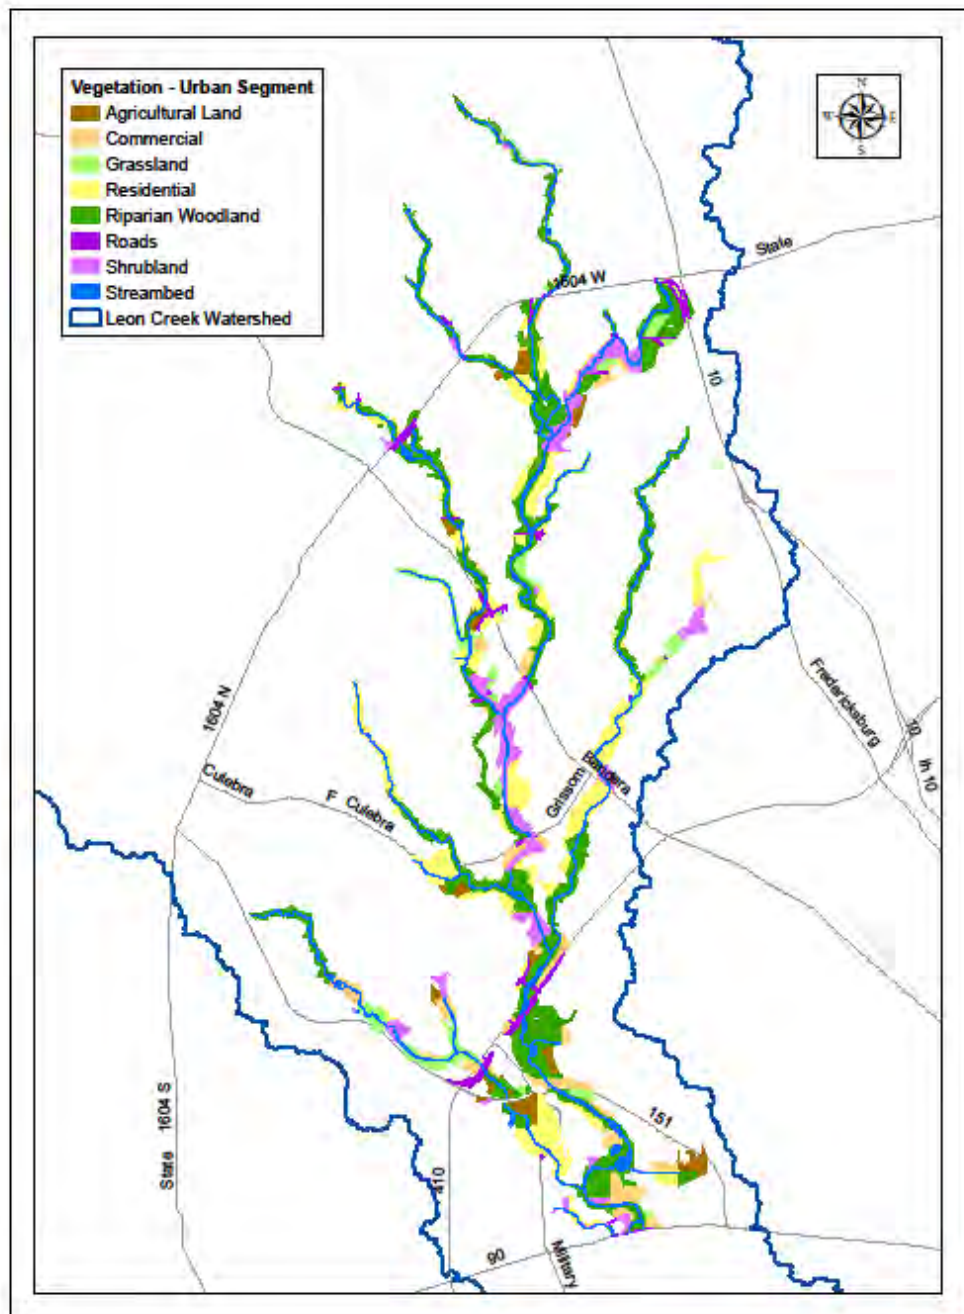 Vegetation - Urban Segment
Agricultural Land
Commercial
Grassland
Residential
Riparian Woodland
Roads
Shrubland
Streambed
Leon Creek Watershed
N
W E
S
State
1604 W
10
1604 N
Fredericksburg
10
Ih 10
Bandera
Grissom
Culebra
F Culebra
151
State 1604 S
410
90
Military